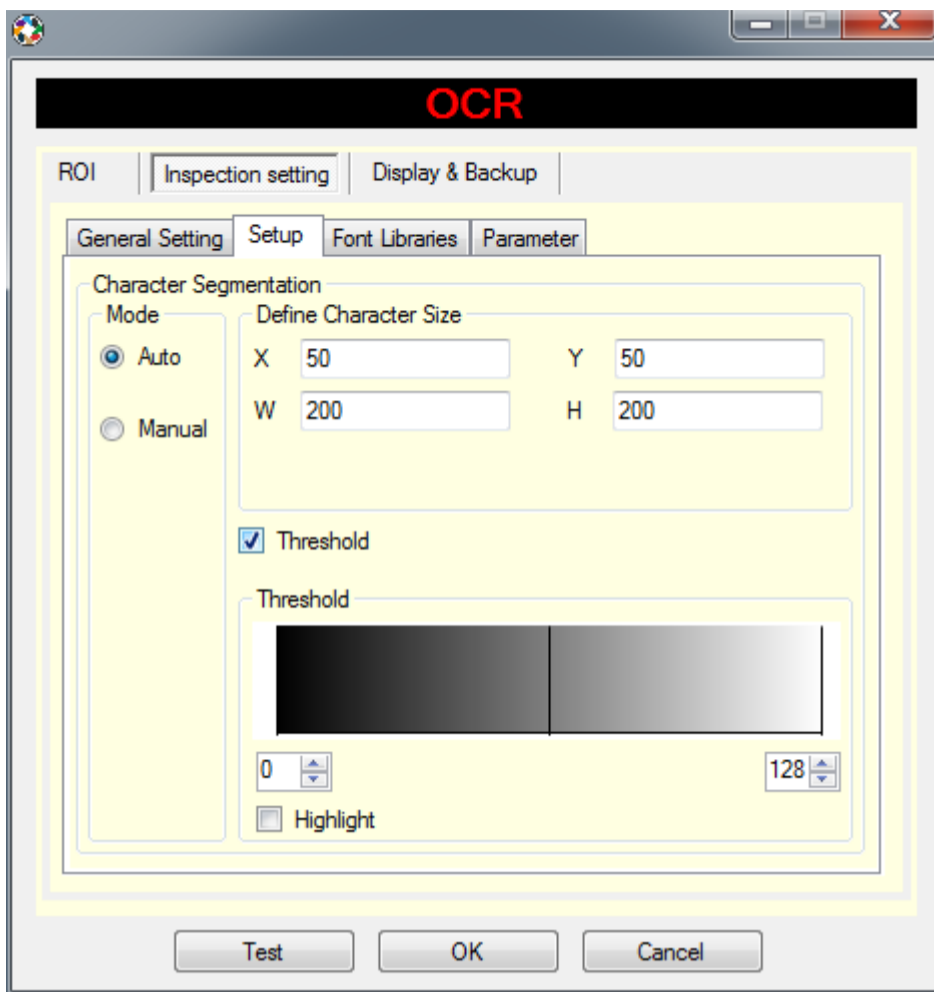 OCR
ROI Inspection setting Display & Backup
General Setting Setup Font Libraries Parameter
Character Segmentation
Mode Define Character Size
Auto X 50 Y 50
Manual W 200 H 200
Threshold
Threshold
0 128
Highlight
Test OK Cancel